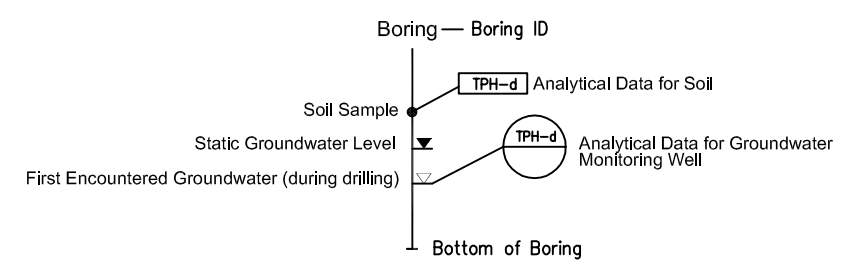 Boring — Boring ID
TPH-d Analytical Data for Soil
Soil Sample
Static Groundwater Level
TPH-d
Analytical Data for Groundwater
Monitoring Well
First Encountered Groundwater (during drilling)
Bottom of Boring